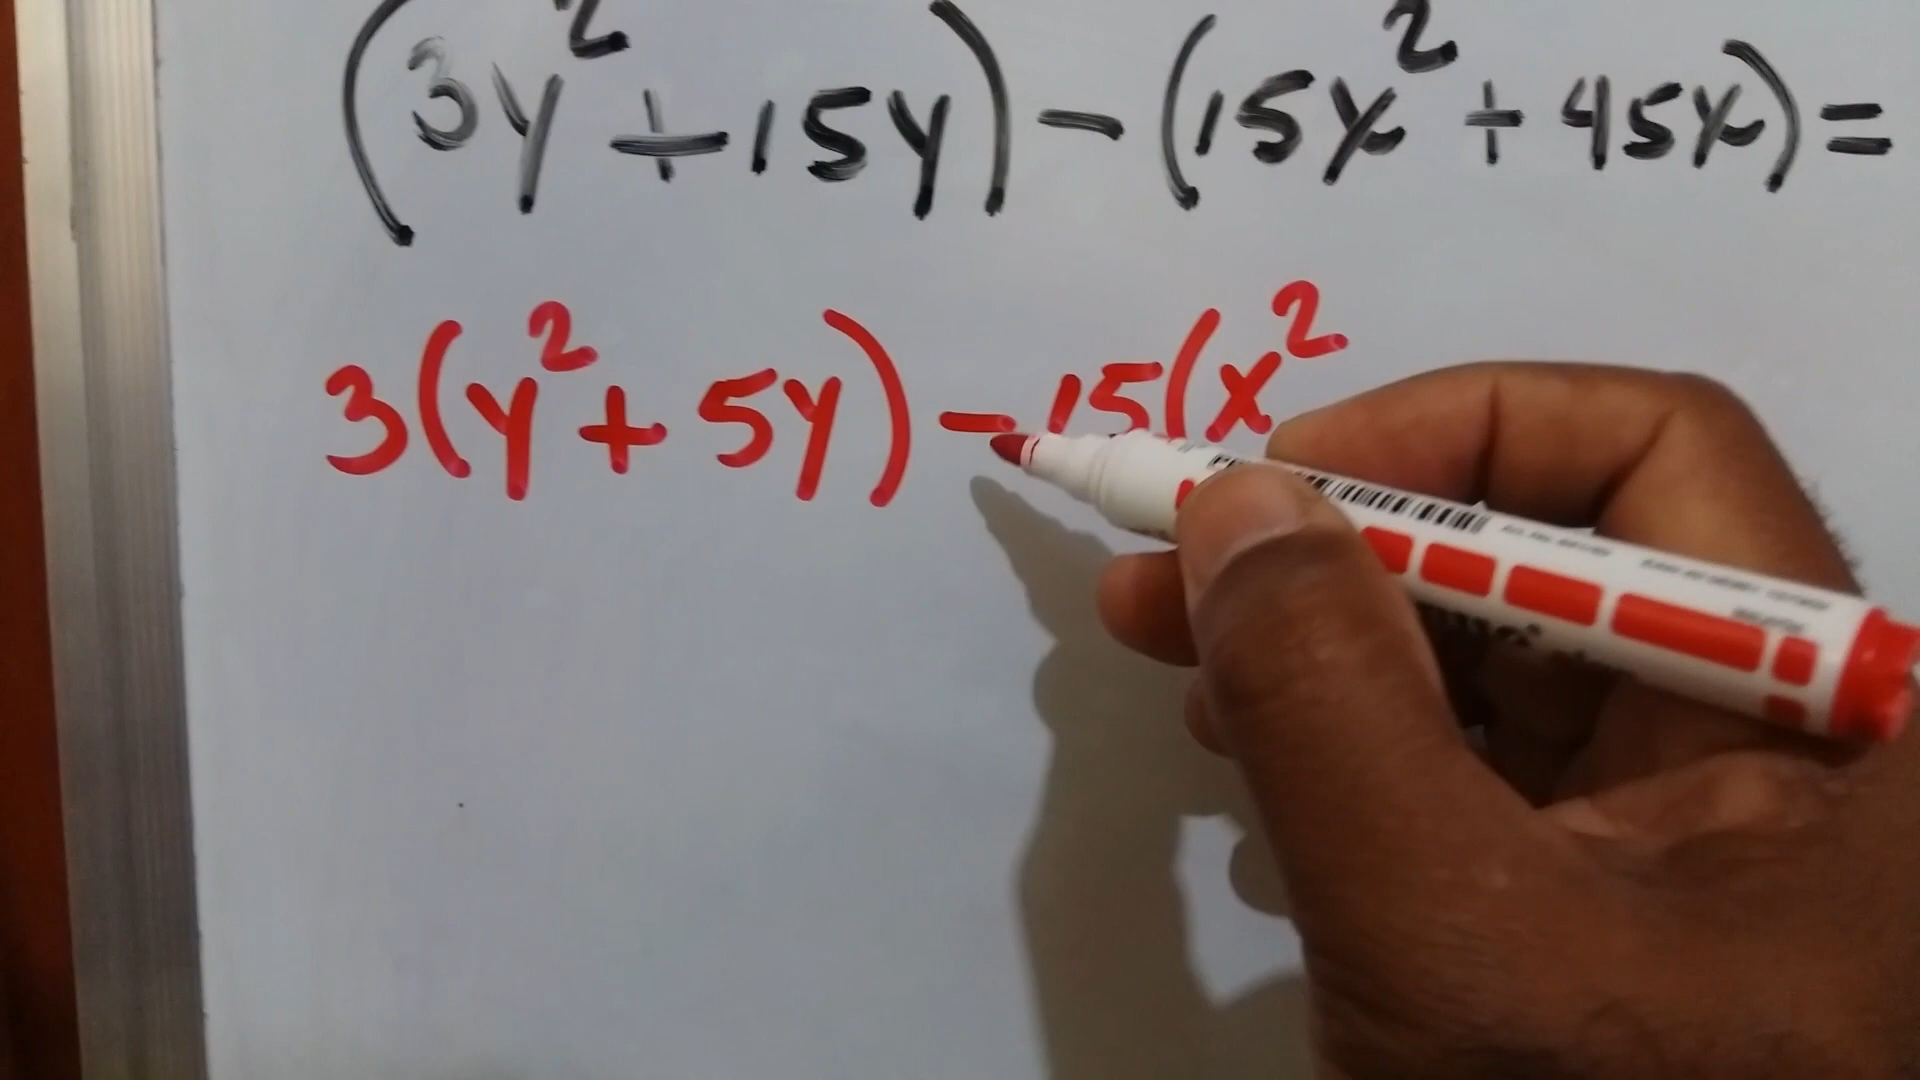 (3y² + 15y) - (15x² + 45x) =
3(y² + 5y) - 15(x²